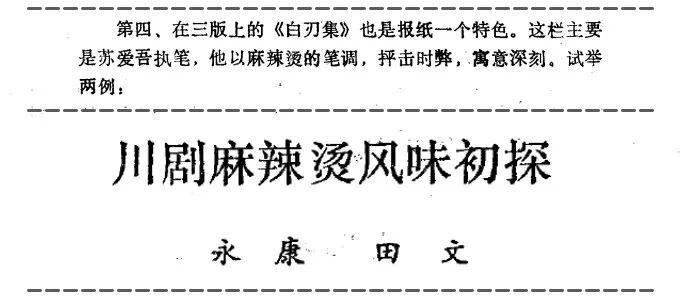 第四、在三版上的《白刃集》也是报纸一个特色。这栏主要
是苏爱吾执笔，他以麻辣烫的笔调，抨击时弊，寓意深刻。试举
两例：
川剧麻辣烫风味初探
永康 田文